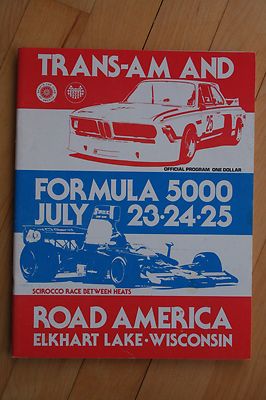 TRANS-AM AND
25
OFFICIAL PROGRAM ONE DOLLAR
FORMULA 5000
JULY 23·24·25
SCIROCCO RACE BETWEEN HEATS
ROAD AMERICA
ELKHART LAKE·WISCONSIN